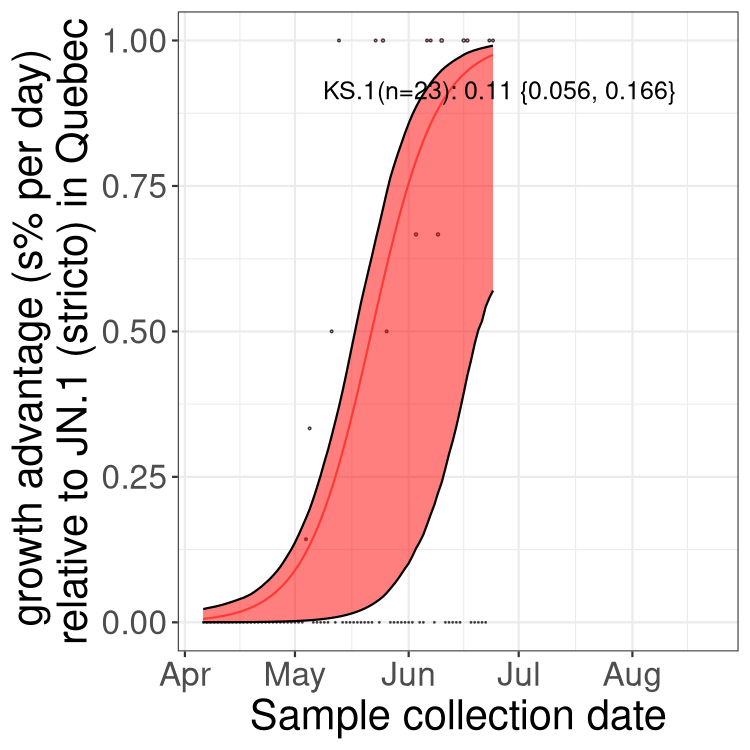 growth advantage (s% per day)
relative to JN.1 (stricto) in Quebec
1.00
0.75
0.50
0.25
0.00
KS.1(n=23): 0.11 {0.056, 0.166}
Apr May Jun Jul Aug
Sample collection date